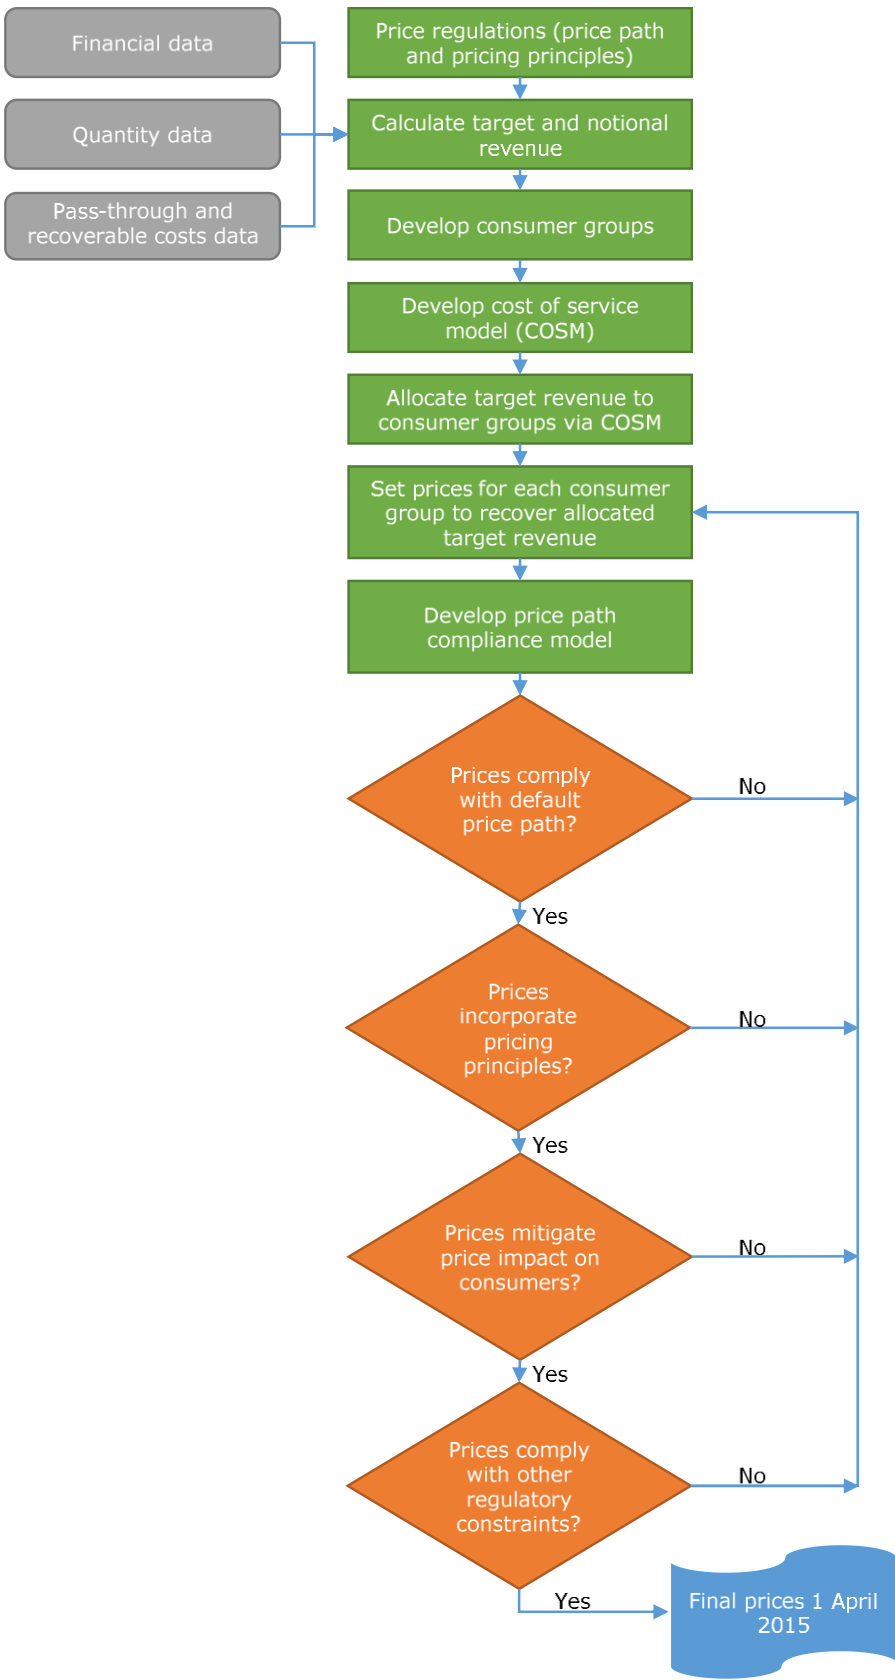 Financial data
Quantity data
Pass-through and
recoverable costs data
Price regulations (price path
and pricing principles)
Calculate target and notional
revenue
Develop consumer groups
Develop cost of service
model (COSM)
Allocate target revenue to
consumer groups via COSM
Set prices for each consumer
group to recover allocated
target revenue
Develop price path
compliance model
Prices comply
with default
price path?
No
Yes
Prices
incorporate
pricing
principles?
No
Yes
Prices mitigate
price impact on
consumers?
No
Yes
Prices comply
with other
regulatory
constraints?
No
Yes
Final prices 1 April
2015